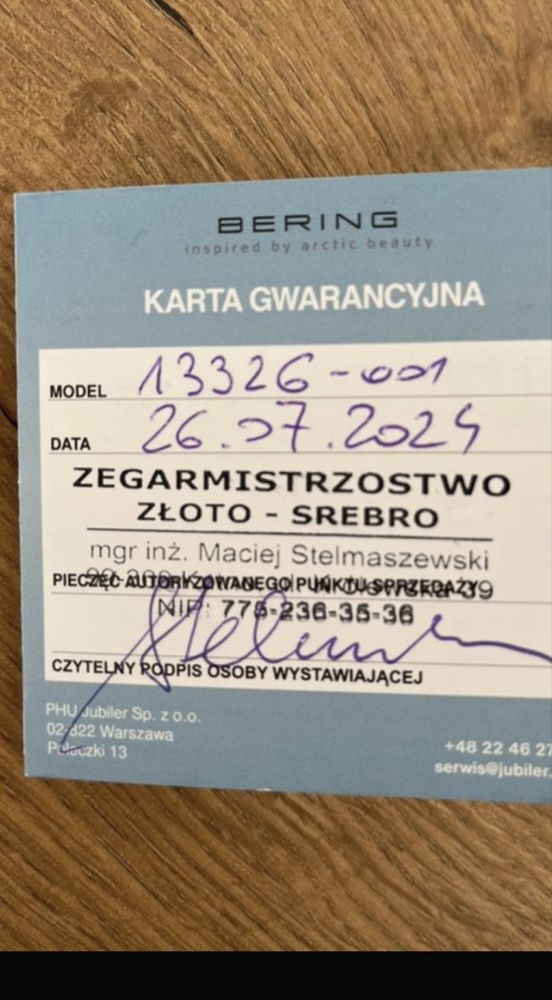 BERING
inspired by arctic beauty
KARTA GWARANCYJNA
MODEL 13326-001
DATA 26.07.2024
ZEGARMISTRZOSTWO
ZŁOTO - SREBRO
mgr inż. Maciej Stelmaszewski
PIECZĘĆ AUTORYZOWANEGO PUNKTU SPRZEDAŻY
NIP: 775-236-35-36
CZYTELNY PODPIS OSOBY WYSTAWIAJĄCEJ
PHU Jubiler Sp. z o.o.
02-822 Warszawa
Poleczki 13
+48 22 46 27
serwis@jubiler.